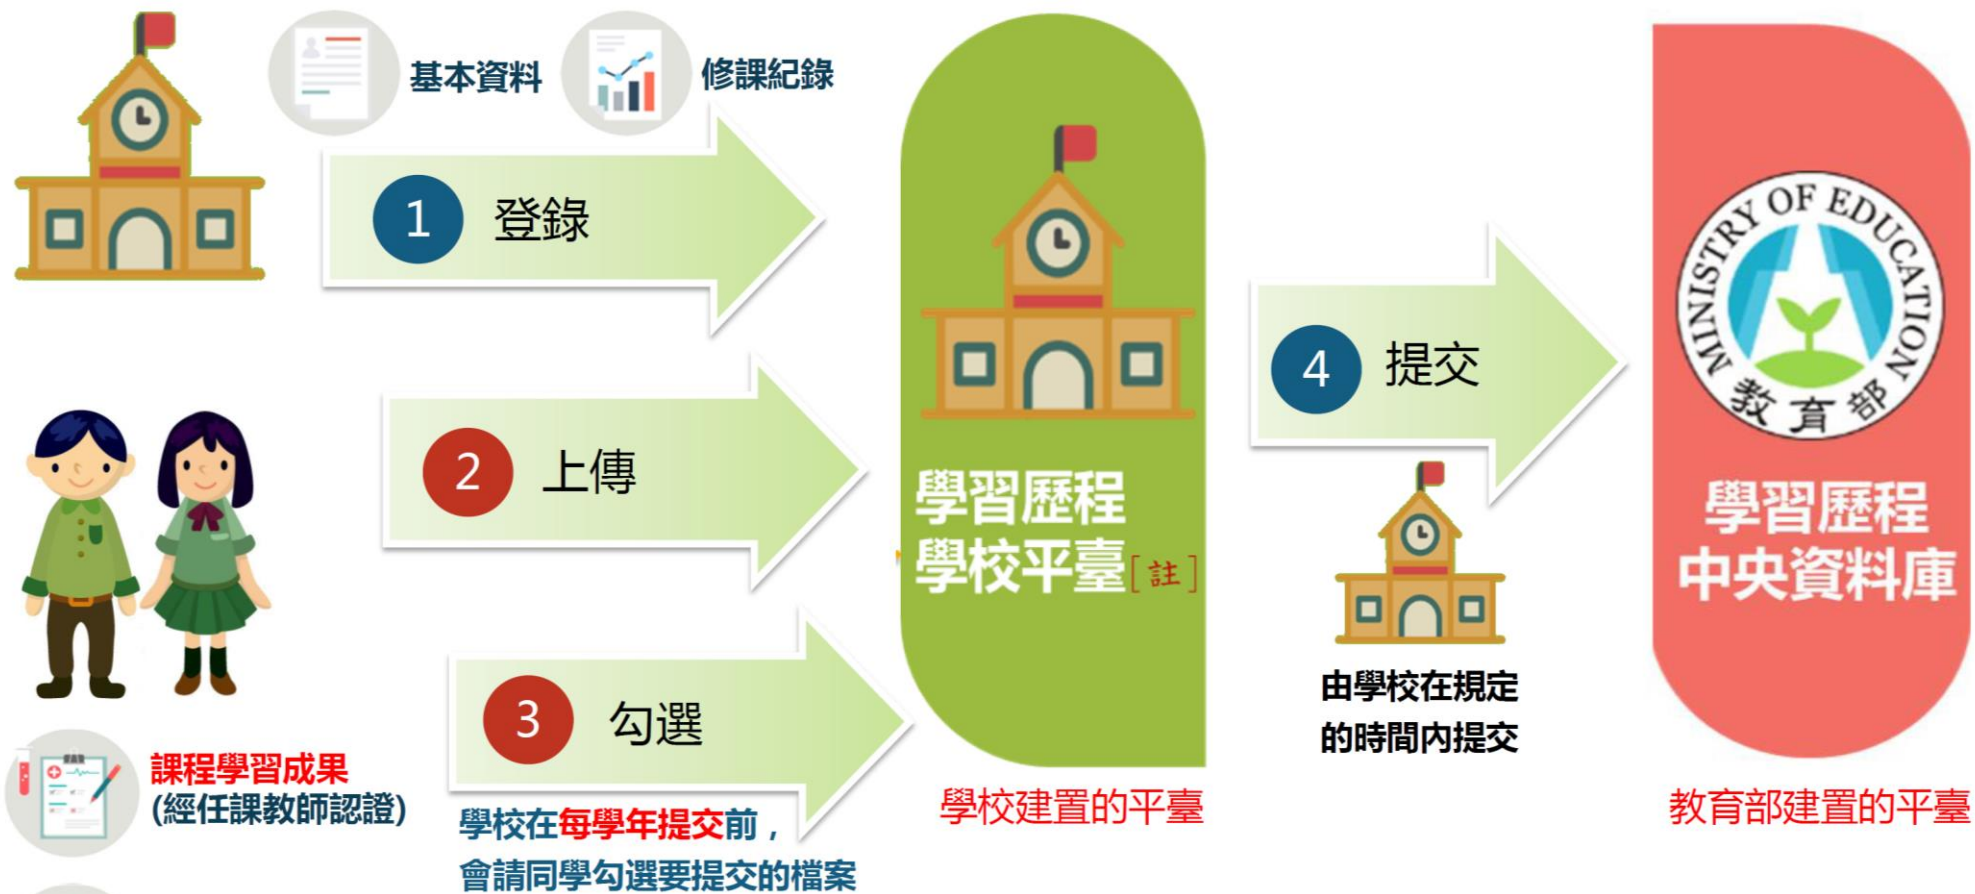 基本資料
修課紀錄
1 登錄
2 上傳
3 勾選
課程學習成果
(經任課教師認證)
學校在每學年提交前，
會請同學勾選要提交的檔案
學習歷程
學校平臺[註]
學校建置的平臺
4 提交
由學校在規定
的時間內提交
MINISTRY OF EDUCATION
教育部
學習歷程
中央資料庫
教育部建置的平臺